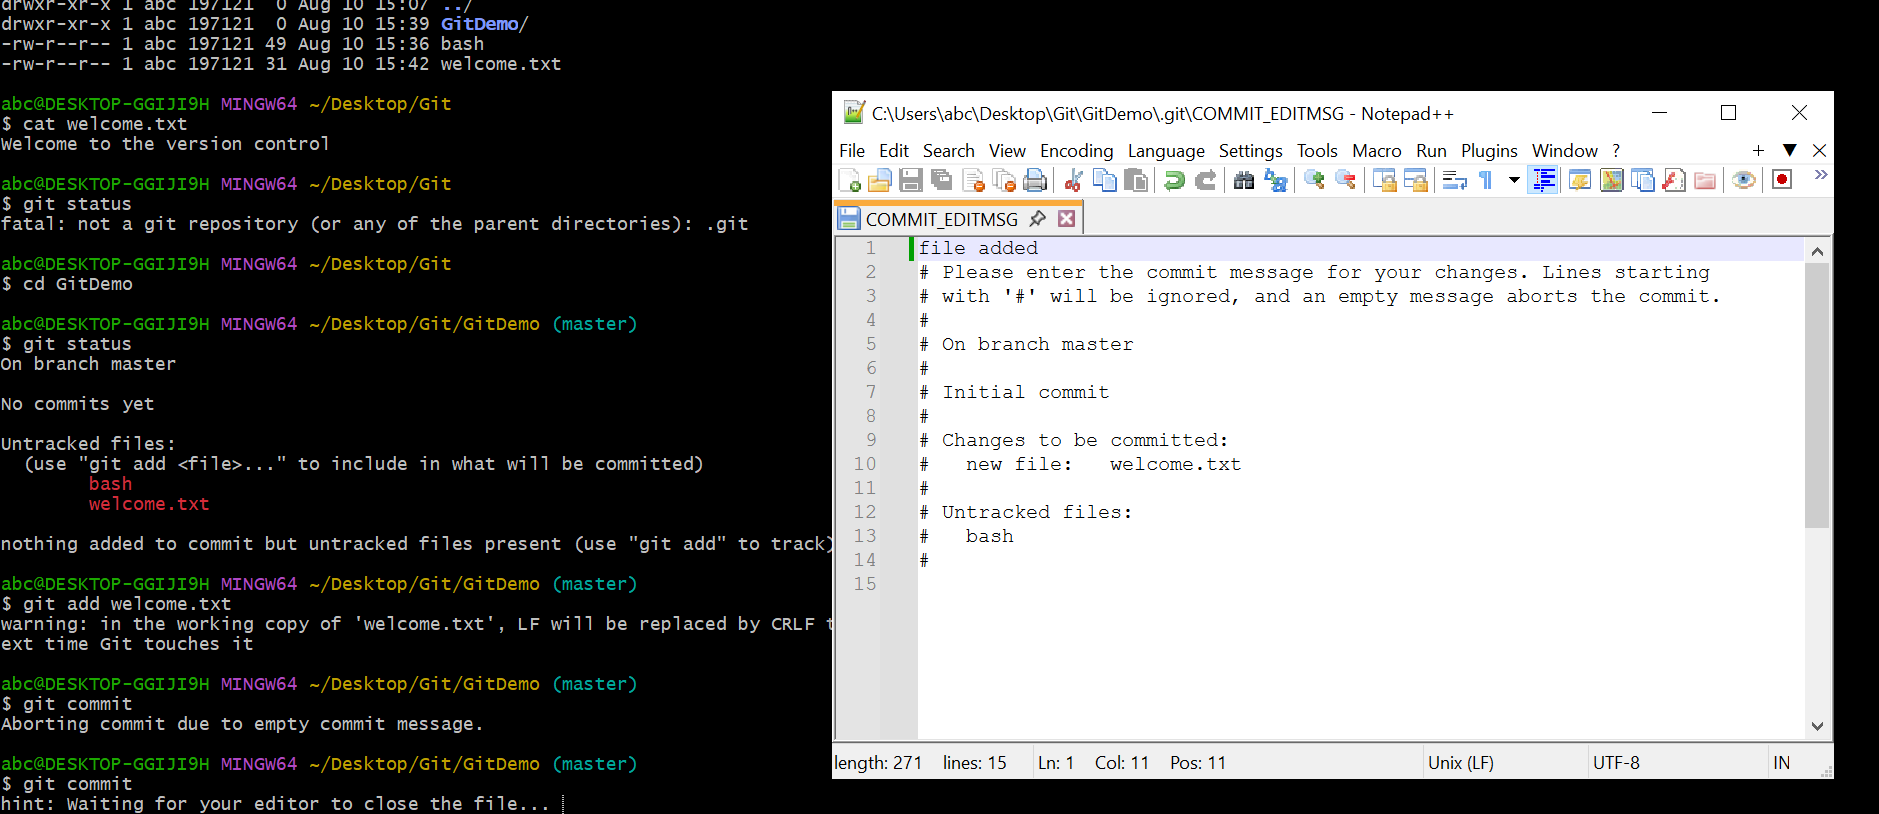 drwxr-xr-x 1 abc 197121  0 Aug 10 15:07 ../
drwxr-xr-x 1 abc 197121  0 Aug 10 15:39 GitDemo/
-rw-r--r-- 1 abc 197121 49 Aug 10 15:36 bash
-rw-r--r-- 1 abc 197121 31 Aug 10 15:42 welcome.txt
abc@DESKTOP-GGIJI9H MINGW64 ~/Desktop/Git
$ cat welcome.txt
Welcome to the version control
abc@DESKTOP-GGIJI9H MINGW64 ~/Desktop/Git
$ git status
fatal: not a git repository (or any of the parent directories): .git
abc@DESKTOP-GGIJI9H MINGW64 ~/Desktop/Git
$ cd GitDemo
abc@DESKTOP-GGIJI9H MINGW64 ~/Desktop/Git/GitDemo (master)
$ git status
On branch master
No commits yet
Untracked files:
  (use "git add <file>..." to include in what will be committed)
        bash
        welcome.txt
nothing added to commit but untracked files present (use "git add" to track)
abc@DESKTOP-GGIJI9H MINGW64 ~/Desktop/Git/GitDemo (master)
$ git add welcome.txt
warning: in the working copy of 'welcome.txt', LF will be replaced by CRLF t
ext time Git touches it
abc@DESKTOP-GGIJI9H MINGW64 ~/Desktop/Git/GitDemo (master)
$ git commit
Aborting commit due to empty commit message.
abc@DESKTOP-GGIJI9H MINGW64 ~/Desktop/Git/GitDemo (master)
$ git commit
hint: Waiting for your editor to close the file...
C:\Users\abc\Desktop\Git\GitDemo\.git\COMMIT_EDITMSG - Notepad++
File Edit Search View Encoding Language Settings Tools Macro Run Plugins Window ?
COMMIT_EDITMSG
1 file added
2 # Please enter the commit message for your changes. Lines starting
3 # with '#' will be ignored, and an empty message aborts the commit.
4 #
5 # On branch master
6 #
7 # Initial commit
8 #
9 # Changes to be committed:
10 #   new file:   welcome.txt
11 #
12 # Untracked files:
13 #   bash
14 #
15
length: 271 lines: 15 Ln: 1 Col: 11 Pos: 11 Unix (LF) UTF-8 IN